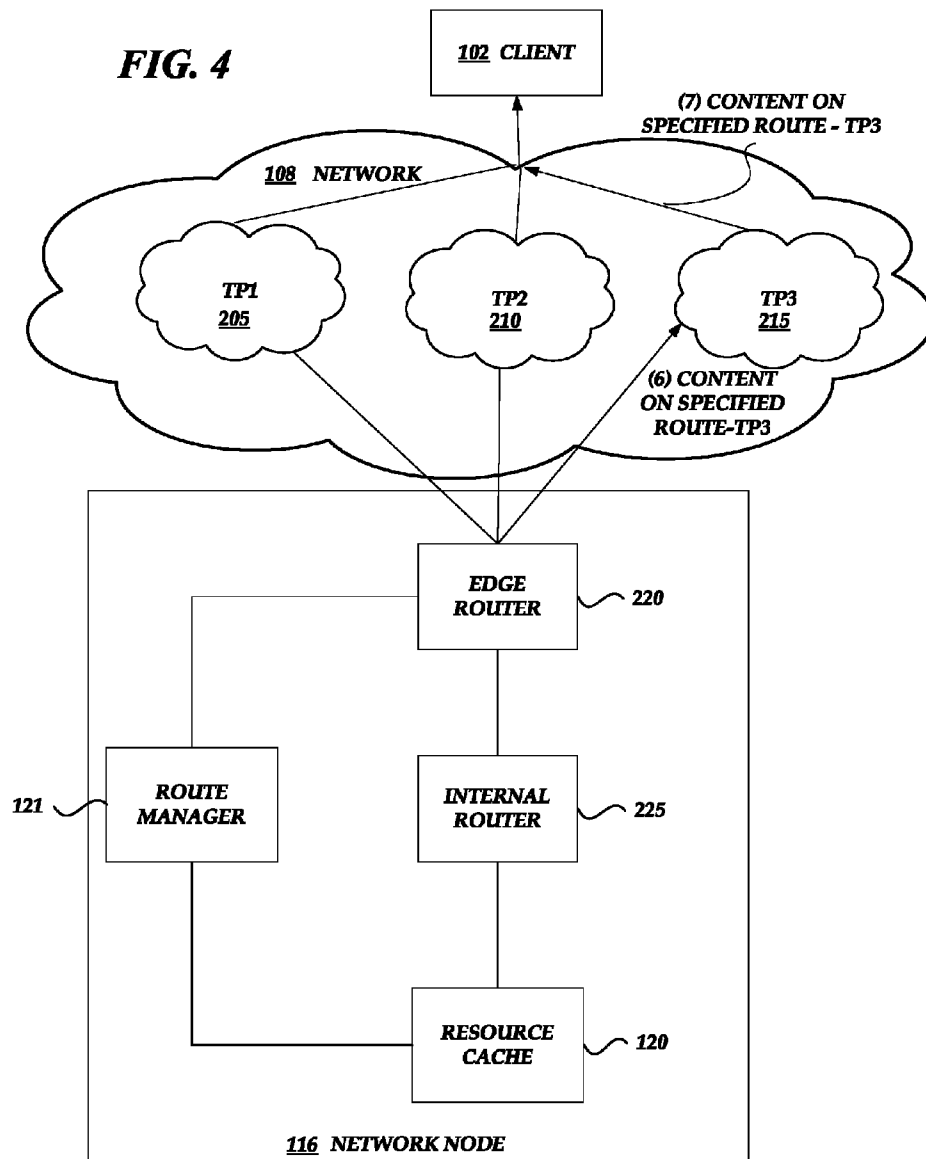 FIG. 4
102 CLIENT
(7) CONTENT ON
SPECIFIED ROUTE - TP3
108 NETWORK
TP1
205
TP2
210
TP3
215
(6) CONTENT
ON SPECIFIED
ROUTE-TP3
EDGE
ROUTER
220
121
ROUTE
MANAGER
INTERNAL
ROUTER
225
RESOURCE
CACHE
120
116 NETWORK NODE